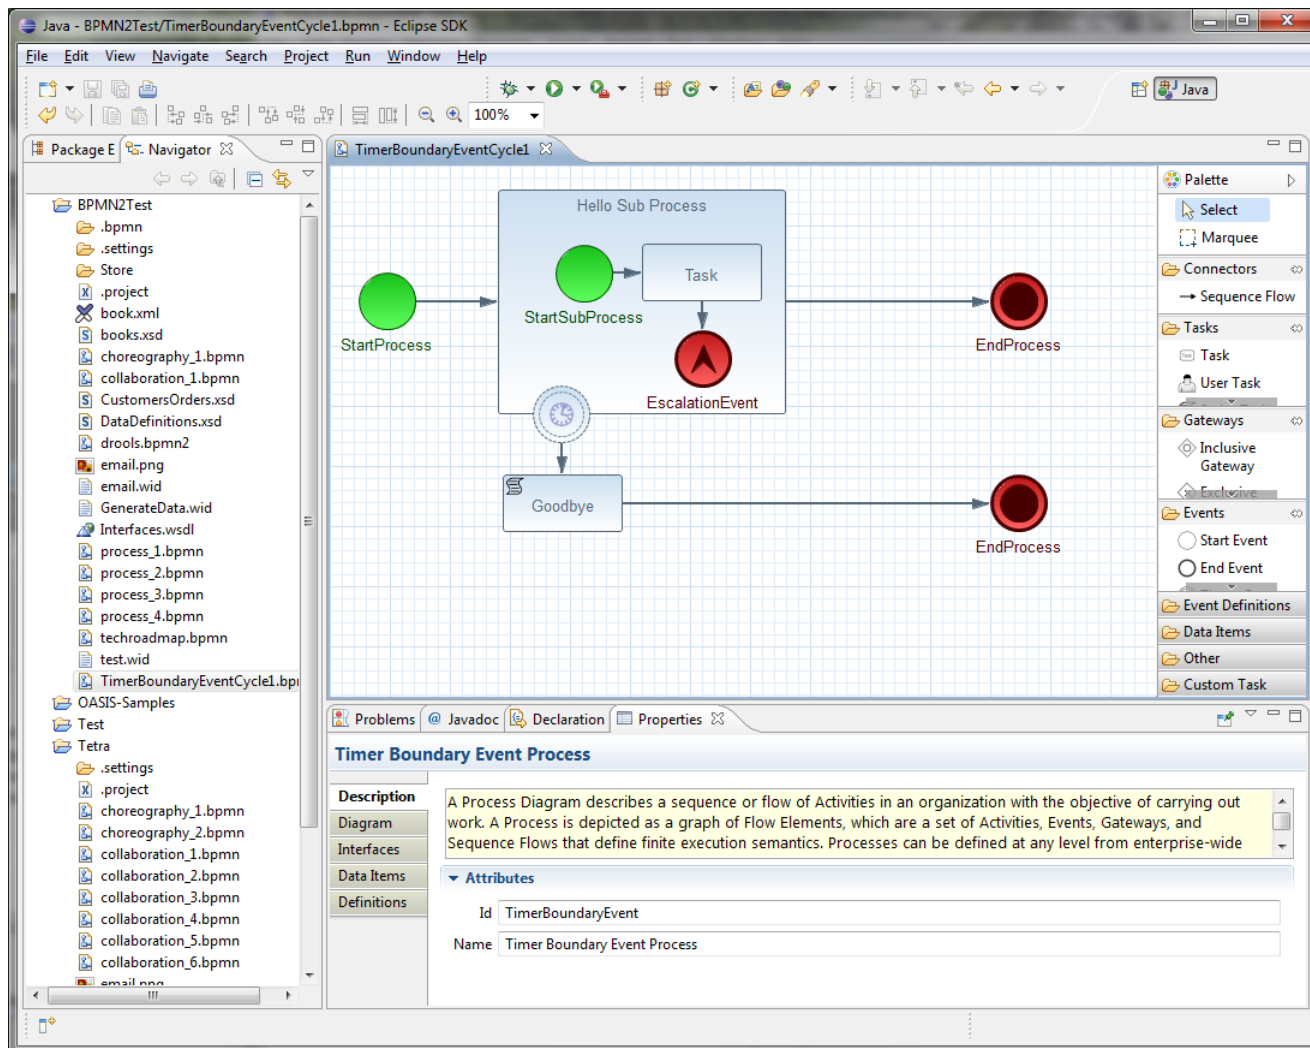 Java - BPMN2Test/TimerBoundaryEventCycle1.bpmn - Eclipse SDK
File Edit View Navigate Search Project Run Window Help
Java
100%
Package E Navigator
BPMN2Test
.bpmn
.settings
Store
.project
book.xml
books.xsd
choreography_1.bpmn
collaboration_1.bpmn
CustomersOrders.xsd
DataDefinitions.xsd
drools.bpmn2
email.png
email.wid
GenerateData.wid
Interfaces.wsdl
process_1.bpmn
process_2.bpmn
process_3.bpmn
process_4.bpmn
techroadmap.bpmn
test.wid
TimerBoundaryEventCycle1.bpı
OASIS-Samples
Test
Tetra
.settings
.project
choreography_1.bpmn
choreography_2.bpmn
collaboration_1.bpmn
collaboration_2.bpmn
collaboration_3.bpmn
collaboration_4.bpmn
collaboration_5.bpmn
collaboration_6.bpmn
email.png
TimerBoundaryEventCycle1
Hello Sub Process
Task
StartSubProcess
StartProcess
EndProcess
EscalationEvent
Goodbye
EndProcess
Palette
Select
Marquee
Connectors
Sequence Flow
Tasks
Task
User Task
Gateways
Inclusive
Gateway
Exclusive
Events
Start Event
End Event
Event Definitions
Data Items
Other
Custom Task
Problems @ Javadoc Declaration Properties
Timer Boundary Event Process
Description
Diagram
Interfaces
Data Items
Definitions
A Process Diagram describes a sequence or flow of Activities in an organization with the objective of carrying out
work. A Process is depicted as a graph of Flow Elements, which are a set of Activities, Events, Gateways, and
Sequence Flows that define finite execution semantics. Processes can be defined at any level from enterprise-wide
Attributes
Id TimerBoundaryEvent
Name Timer Boundary Event Process